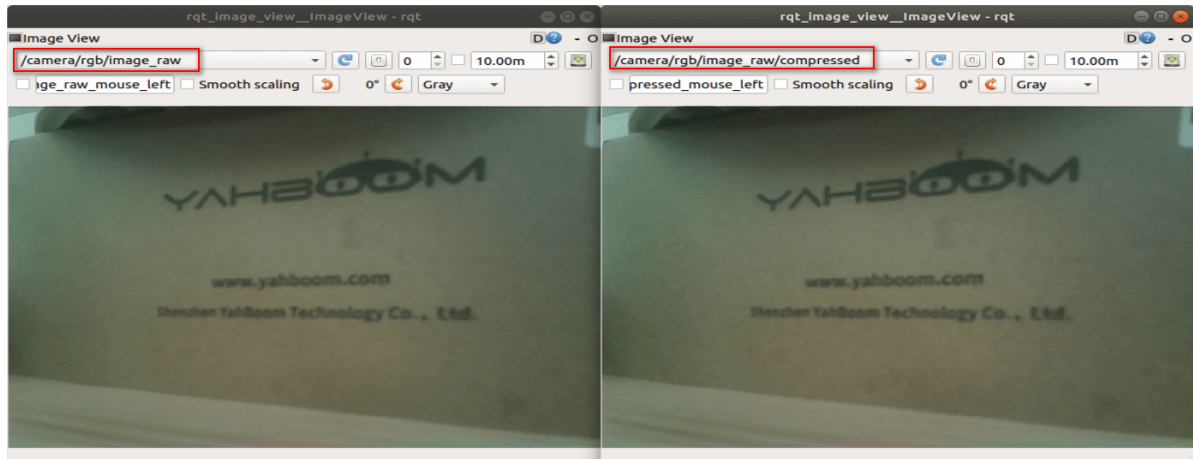 rqt_image_view__ImageView - rqt
Image View
D - O
/camera/rgb/image_raw
0
10.00m
age_raw_mouse_left
Smooth scaling
0°
Gray
YAHBOOM
www.yahboom.com
Shenzhen YahBoom Technology Co., Ltd.
rqt_image_view__ImageView - rqt
Image View
D - O
/camera/rgb/image_raw/compressed
0
10.00m
pressed_mouse_left
Smooth scaling
0°
Gray
YAHBOOM
www.yahboom.com
Shenzhen YahBoom Technology Co., Ltd.